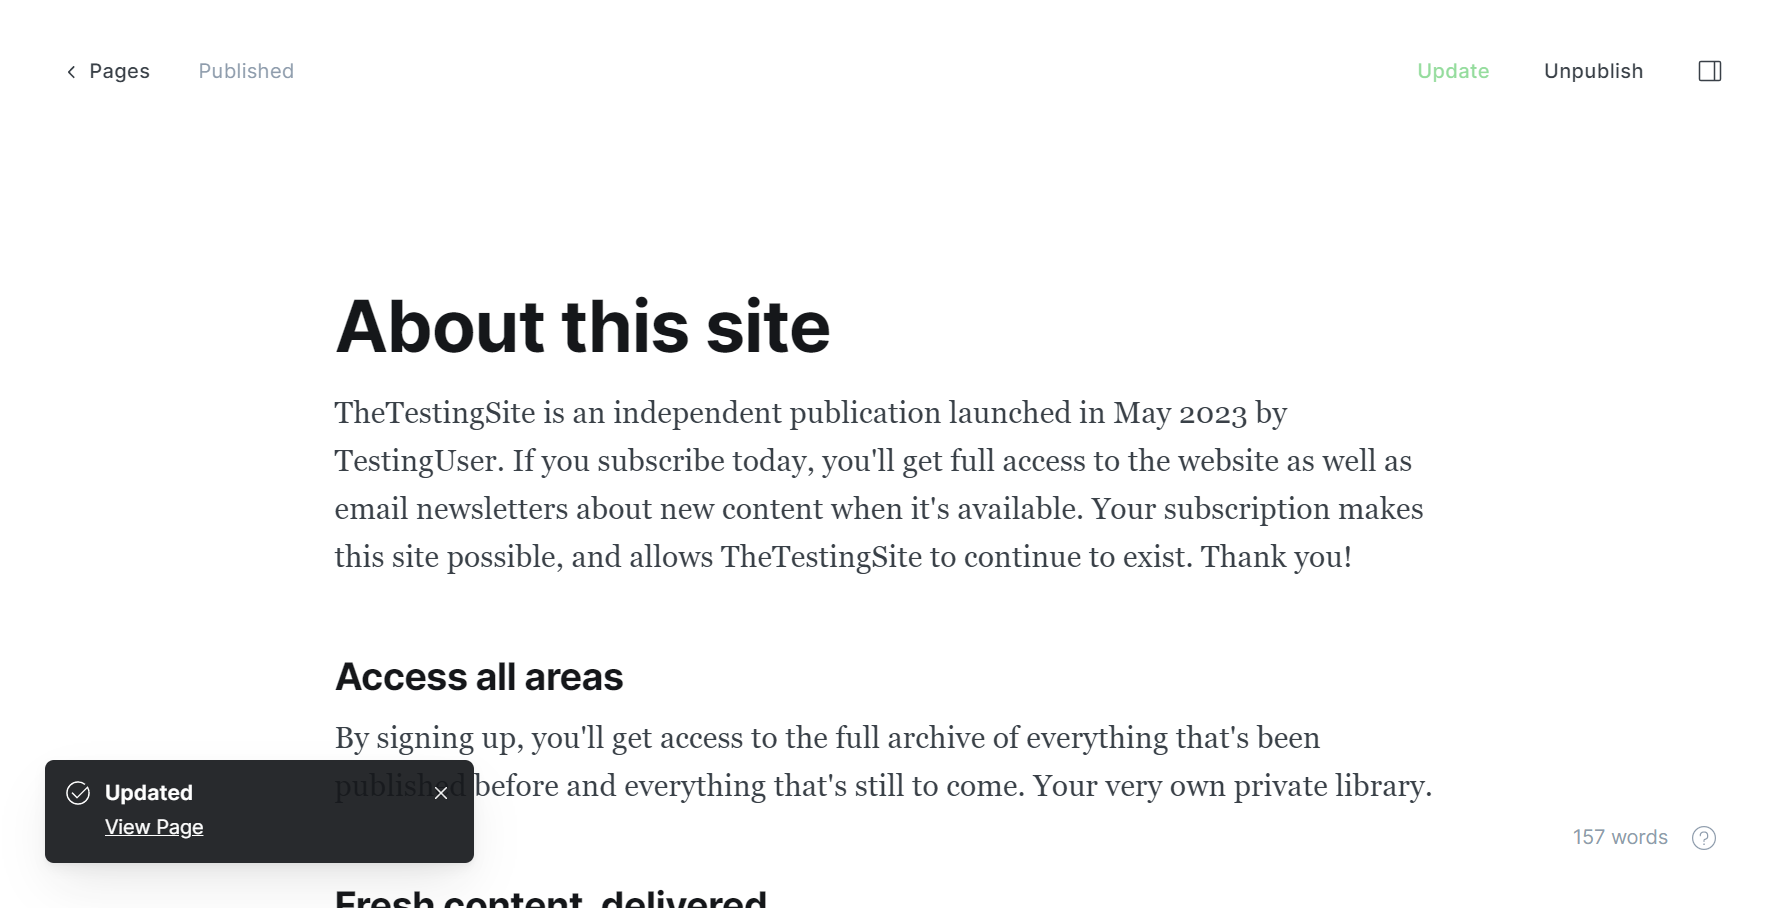 Pages
Published
Update
Unpublish
About this site
TheTestingSite is an independent publication launched in May 2023 by
TestingUser. If you subscribe today, you'll get full access to the website as well as
email newsletters about new content when it's available. Your subscription makes
this site possible, and allows TheTestingSite to continue to exist. Thank you!
Access all areas
By signing up, you'll get access to the full archive of everything that's been
published before and everything that's still to come. Your very own private library.
Updated
View Page
157 words
?
Fresh content, delivered